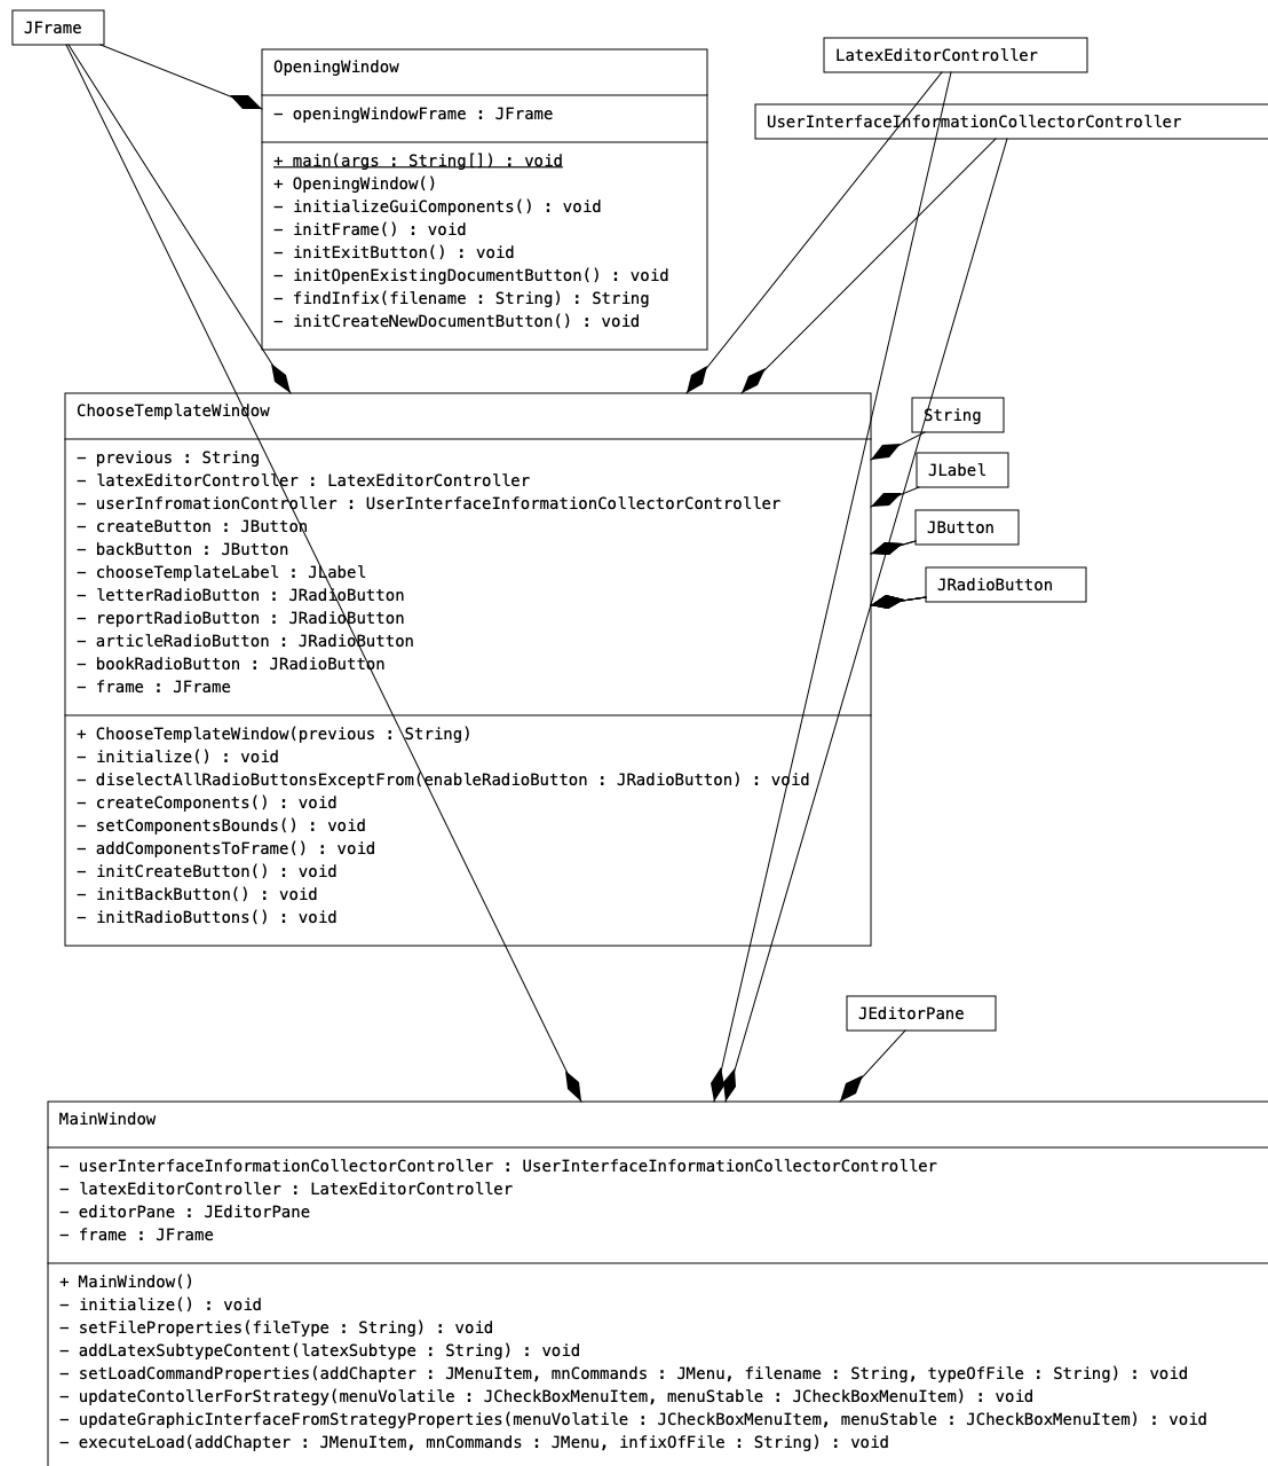 JFrame
OpeningWindow
– openingWindowFrame : JFrame
+ main(args : String[]) : void
+ OpeningWindow()
– initializeGuiComponents() : void
– initFrame() : void
– initExitButton() : void
– initOpenExistingDocumentButton() : void
– findInfix(filename : String) : String
– initCreateNewDocumentButton() : void
LatexEditorController
UserInterfaceInformationCollectorController
ChooseTemplateWindow
– previous : String
– latexEditorController : LatexEditorController
– userInfromationController : UserInterfaceInformationCollectorController
– createButton : JButton
– backButton : JButton
– chooseTemplateLabel : JLabel
– letterRadioButton : JRadioButton
– reportRadioButton : JRadioButton
– articleRadioButton : JRadioButton
– bookRadioButton : JRadioButton
– frame : JFrame
+ ChooseTemplateWindow(previous : String)
– initialize() : void
– diselectAllRadioButtonsExceptFrom(enableRadioButton : JRadioButton) : void
– createComponents() : void
– setComponentsBounds() : void
– addComponentsToFrame() : void
– initCreateButton() : void
– initBackButton() : void
– initRadioButtons() : void
String
JLabel
JButton
JRadioButton
JEditorPane
MainWindow
– userInterfaceInformationCollectorController : UserInterfaceInformationCollectorController
– latexEditorController : LatexEditorController
– editorPane : JEditorPane
– frame : JFrame
+ MainWindow()
– initialize() : void
– setFileProperties(fileType : String) : void
– addLatexSubtypeContent(latexSubtype : String) : void
– setLoadCommandProperties(addChapter : JMenuItem, mnCommands : JMenu, filename : String, typeOfFile : String) : void
– updateContollerForStrategy(menuVolatile : JCheckBoxMenuItem, menuStable : JCheckBoxMenuItem) : void
– updateGraphicInterfaceFromStrategyProperties(menuVolatile : JCheckBoxMenuItem, menuStable : JCheckBoxMenuItem) : void
– executeLoad(addChapter : JMenuItem, mnCommands : JMenu, infixOfFile : String) : void